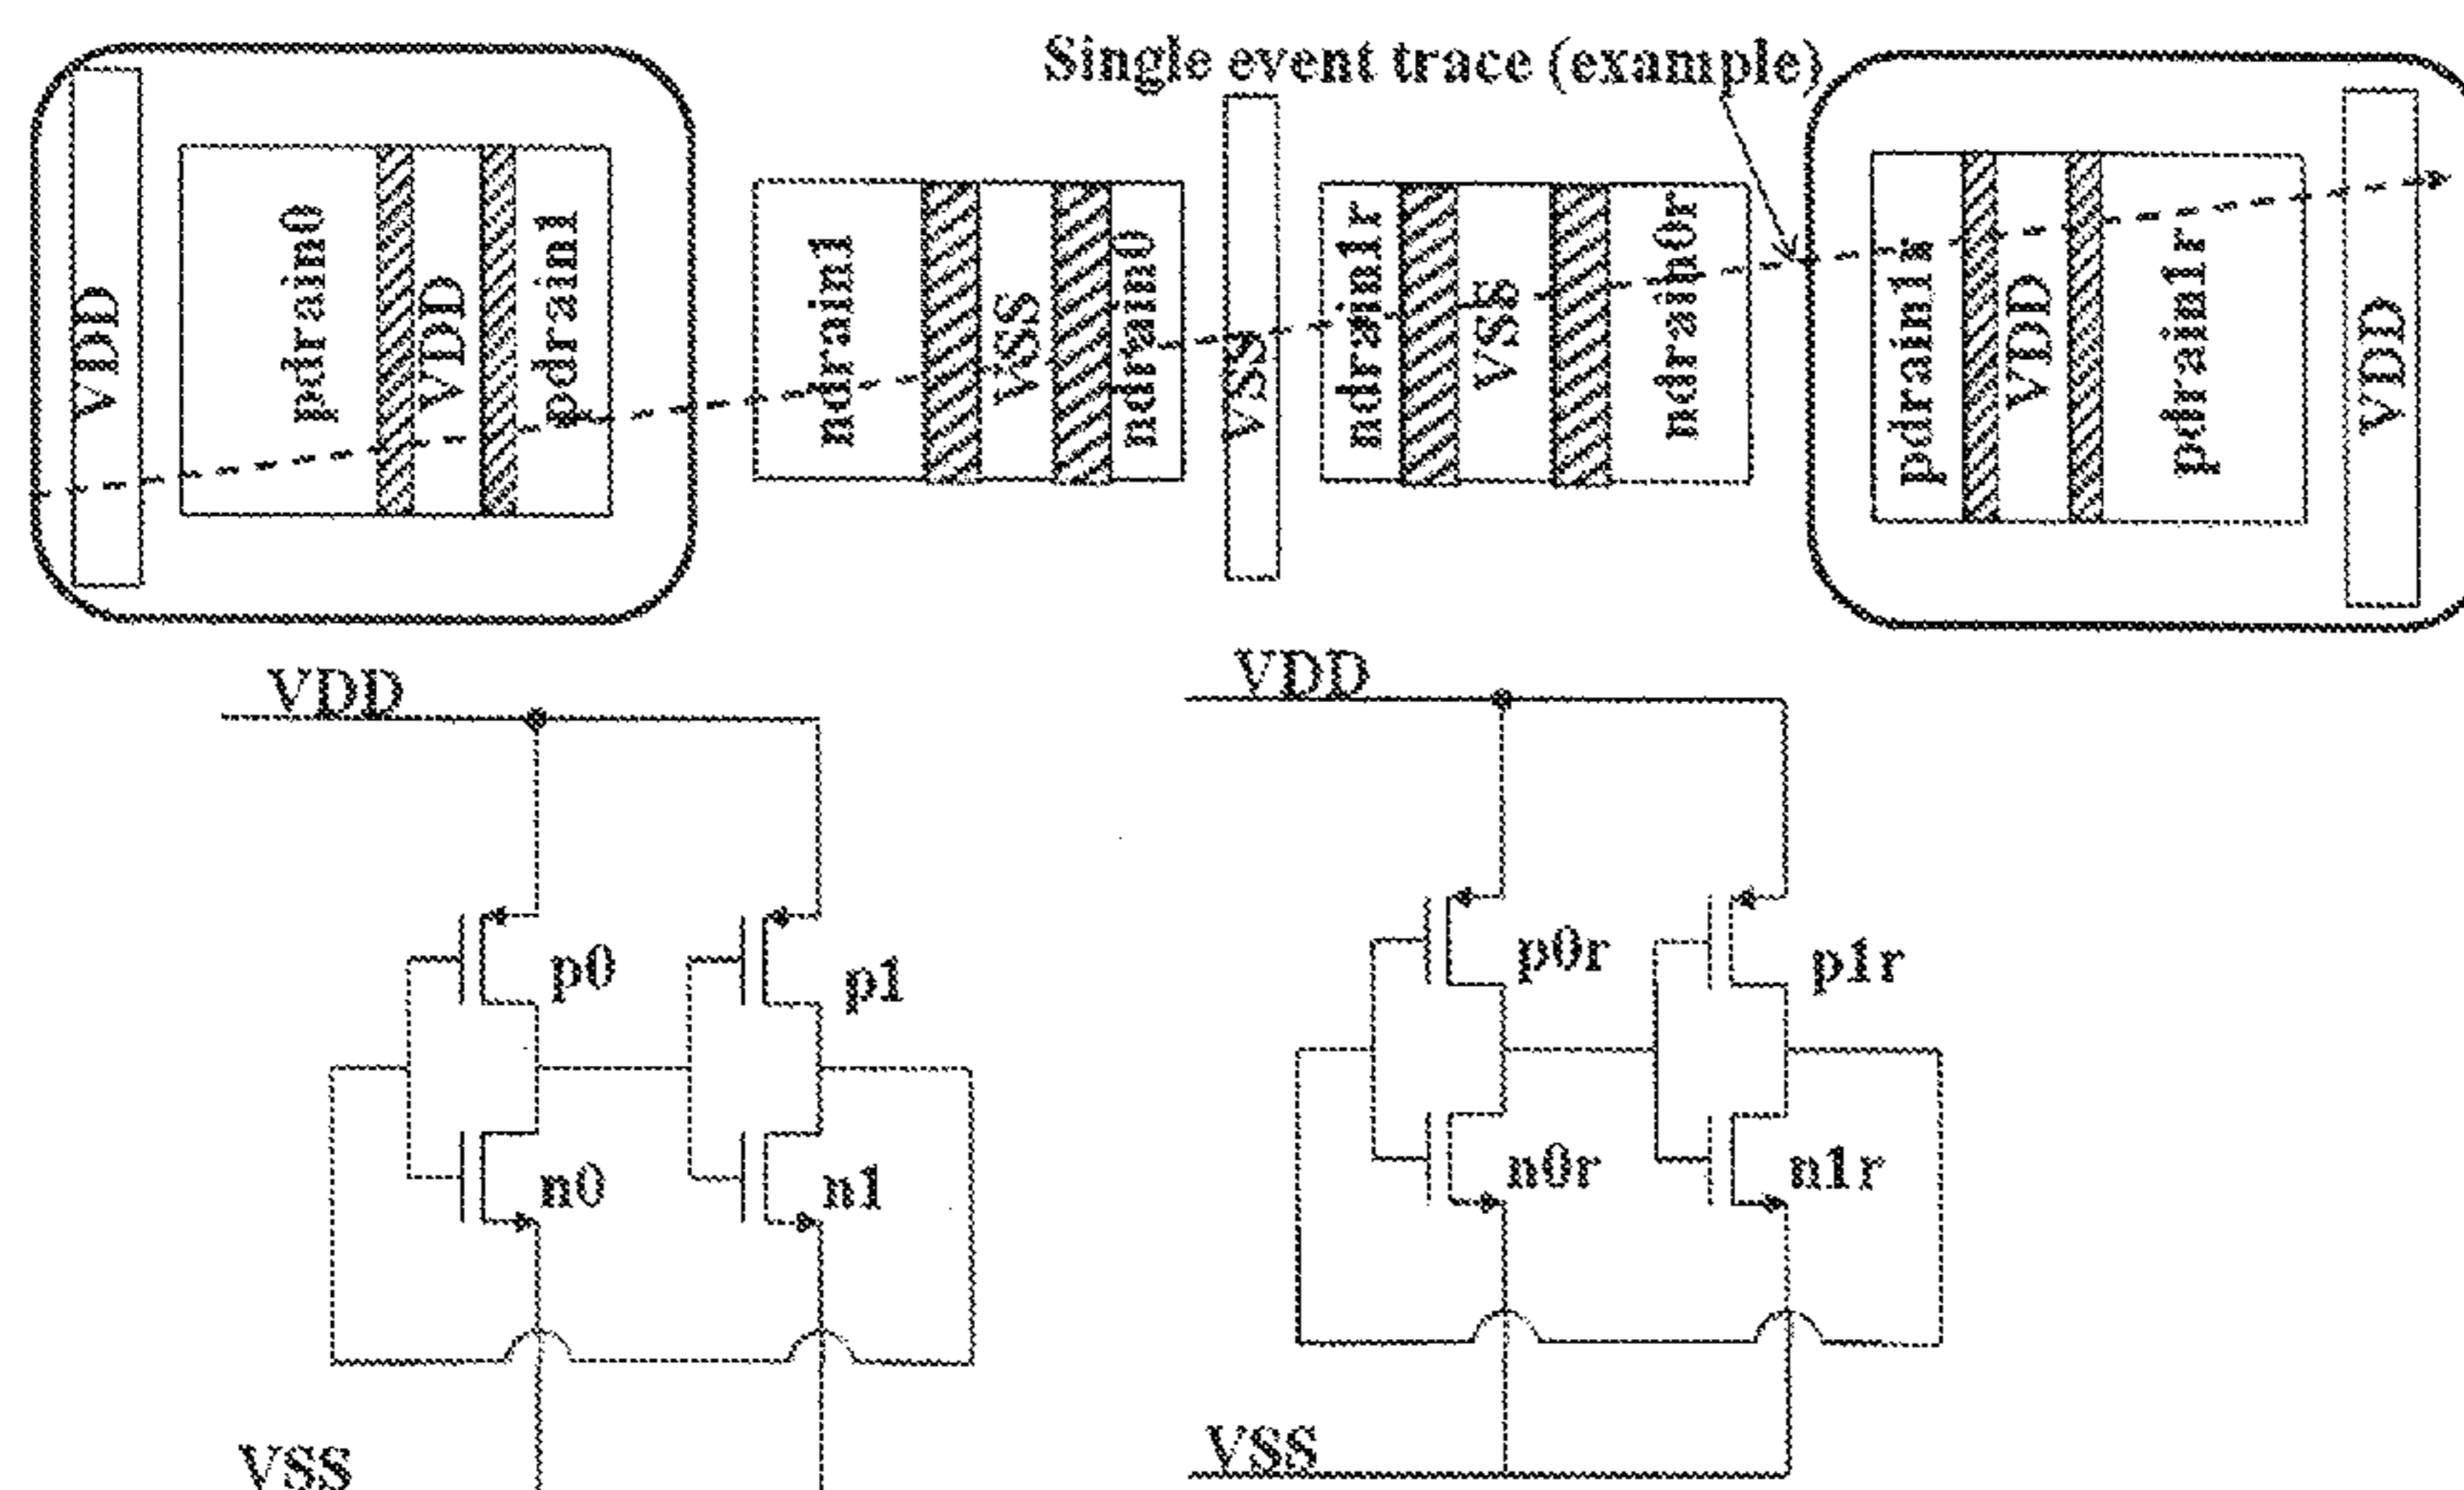 Single event trace (example)
VDD
pdrain0
VDD
pdrain1
ndrain1
VSS
ndrain0
VSS
ndrain1r
VSS
ndrain0r
pdrain1r
VDD
pdrain1r
VDD
VDD
VDD
p0
p1
p0r
p1r
n0
n1
n0r
n1r
VSS
VSS